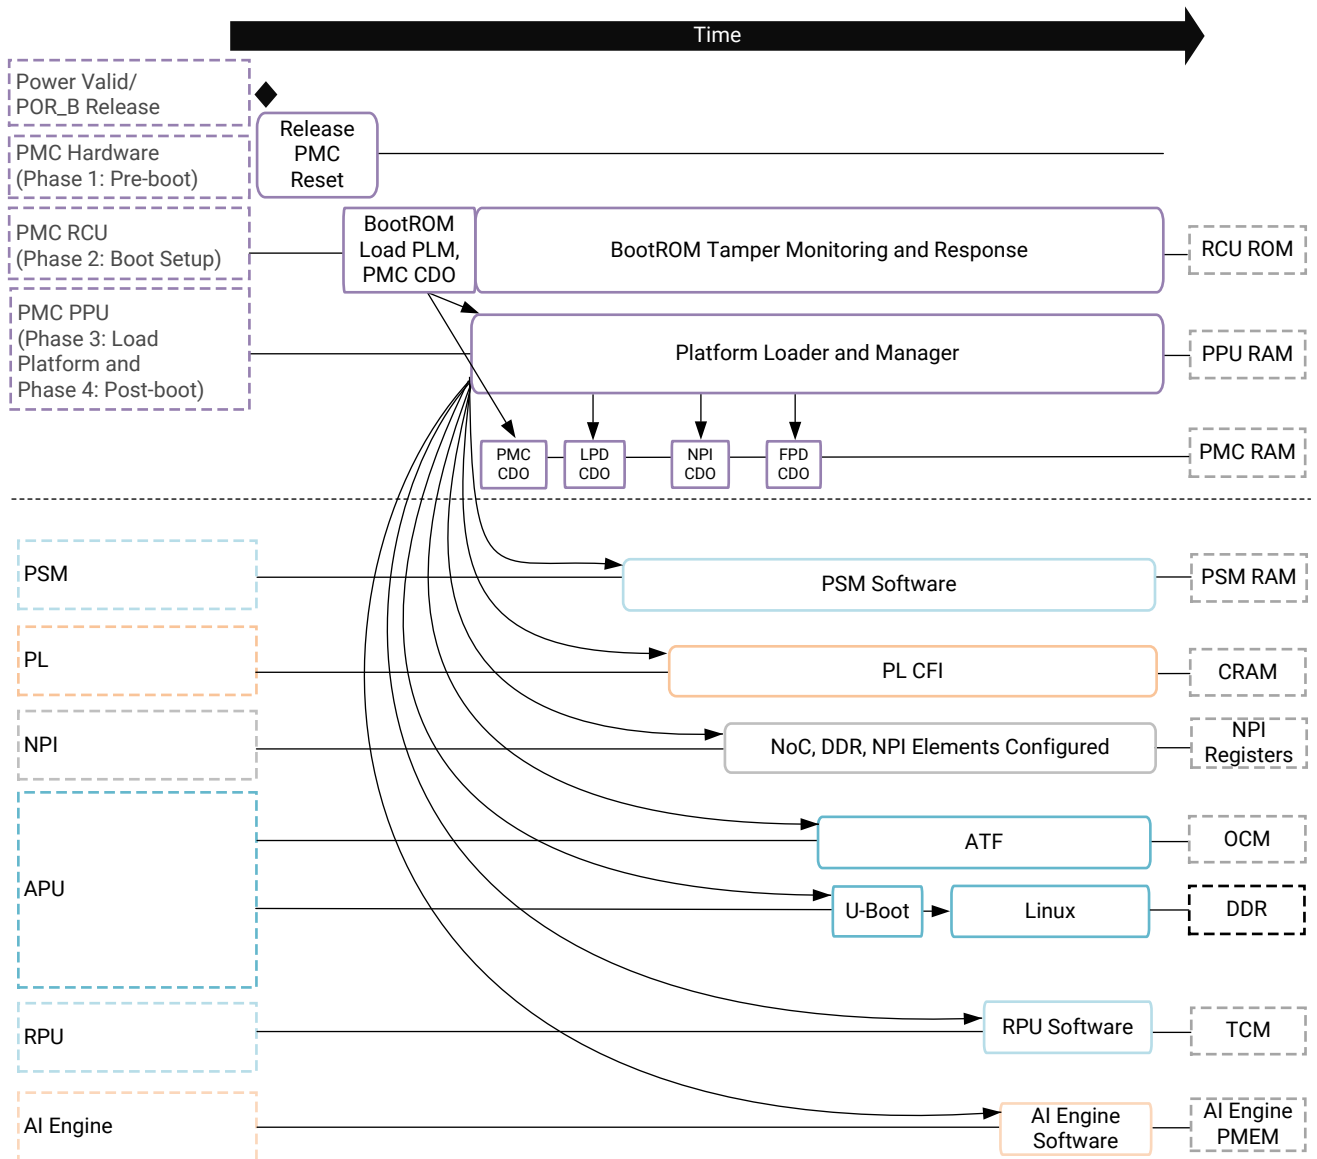 Time
Power Valid/
POR_B Release
Release
PMC
Reset
PMC Hardware
(Phase 1: Pre-boot)
PMC RCU
(Phase 2: Boot Setup)
BootROM
Load PLM,
PMC CDO
BootROM Tamper Monitoring and Response
RCU ROM
PMC PPU
(Phase 3: Load
Platform and
Phase 4: Post-boot)
Platform Loader and Manager
PPU RAM
PMC
CDO
LPD
CDO
NPI
CDO
FPD
CDO
PMC RAM
PSM
PSM Software
PSM RAM
PL
PL CFI
CRAM
NPI
NoC, DDR, NPI Elements Configured
NPI
Registers
APU
ATF
OCM
U-Boot
Linux
DDR
RPU
RPU Software
TCM
AI Engine
AI Engine
Software
AI Engine
PMEM